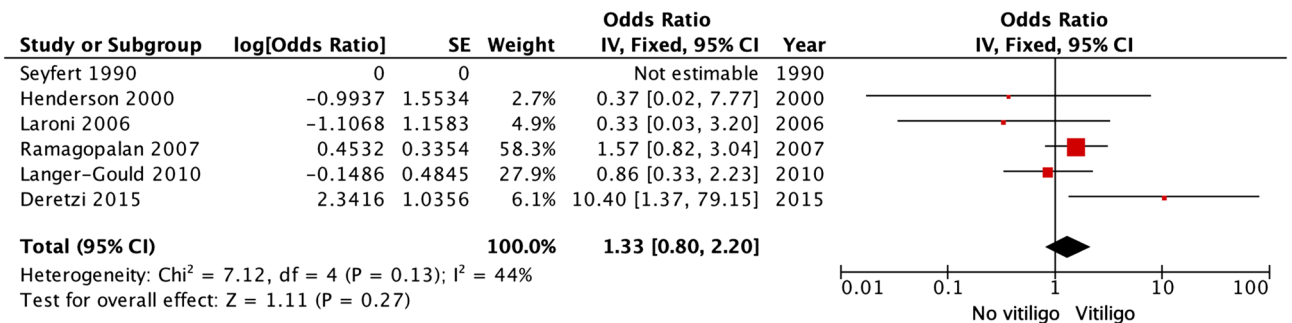 Odds Ratio Odds Ratio
Study or Subgroup log[Odds Ratio] SE Weight IV, Fixed, 95% CI Year IV, Fixed, 95% CI
Seyfert 1990 0 0 Not estimable 1990
Henderson 2000 −0.9937 1.5534 2.7% 0.37 [0.02, 7.77] 2000
Laroni 2006 −1.1068 1.1583 4.9% 0.33 [0.03, 3.20] 2006
Ramagopalan 2007 0.4532 0.3354 58.3% 1.57 [0.82, 3.04] 2007
Langer-Gould 2010 −0.1486 0.4845 27.9% 0.86 [0.33, 2.23] 2010
Deretzi 2015 2.3416 1.0356 6.1% 10.40 [1.37, 79.15] 2015
Total (95% CI) 100.0% 1.33 [0.80, 2.20]
Heterogeneity: Chi² = 7.12, df = 4 (P = 0.13); I² = 44%
Test for overall effect: Z = 1.11 (P = 0.27)
0.01 0.1 1 10 100
No vitiligo Vitiligo